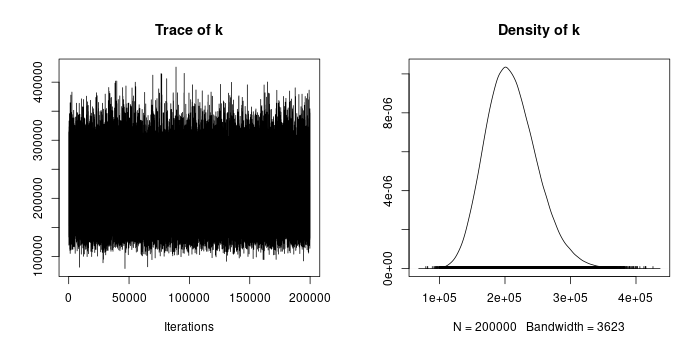 Trace of k
400000
300000
200000
100000
0 50000 100000 150000 200000
Iterations
Density of k
8e-06
4e-06
0e+00
1e+05 2e+05 3e+05 4e+05
N = 200000 Bandwidth = 3623